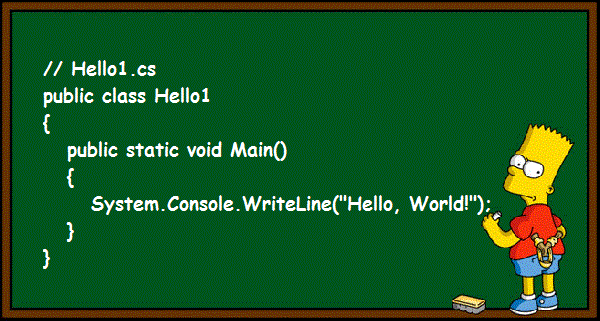 // Hello1.cs
public class Hello1
{
    public static void Main()
    {
        System.Console.WriteLine("Hello, World!");
    }
}